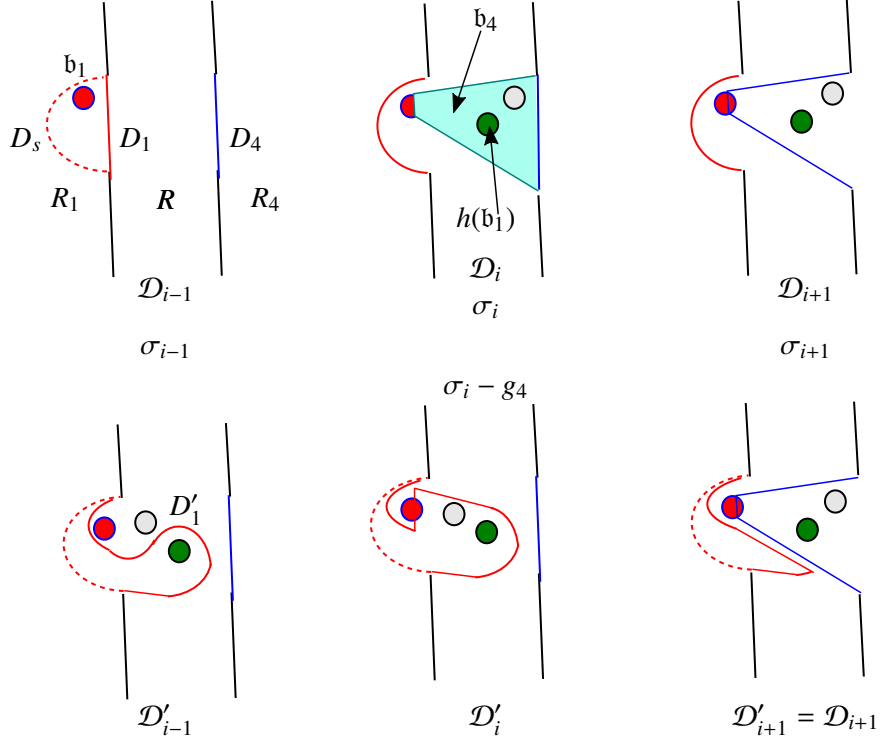 𝔟₁
𝔟₄
Dₛ D₁ D₄
R₁ R R₄
h(𝔟₁)
𝒟ᵢ₋₁ 𝒟ᵢ 𝒟ᵢ₊₁
σᵢ₋₁ σᵢ σᵢ₊₁
σᵢ − g₄
D′₁
𝒟′ᵢ₋₁ 𝒟′ᵢ 𝒟′ᵢ₊₁ = 𝒟ᵢ₊₁